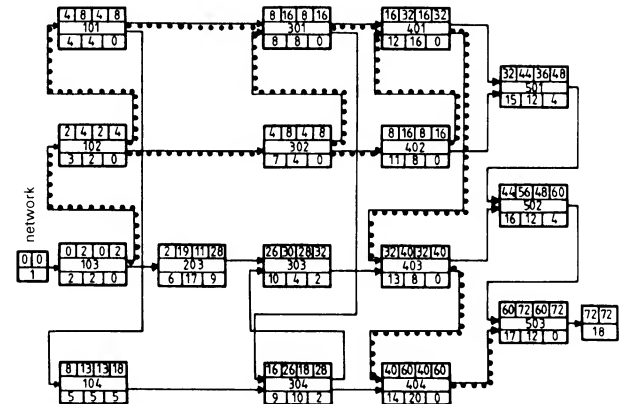 4 8 4 8
101
4 4 0
8 16 8 16
301
8 8 0
16 32 16 32
401
12 16 0
32 44 36 48
501
15 12 4
2 4 2 4
102
3 2 0
4 8 4 8
302
7 4 0
8 16 8 16
402
11 8 0
44 56 48 60
502
16 12 4
network
0 0
1
0 2 0 2
103
2 2 0
2 19 11 28
203
6 17 9
26 30 28 32
303
10 4 2
32 40 32 40
403
13 8 0
60 72 60 72
503
17 12 0
72 72
18
8 13 13 18
104
5 5 5
16 26 18 28
304
9 10 2
40 60 40 60
404
14 20 0